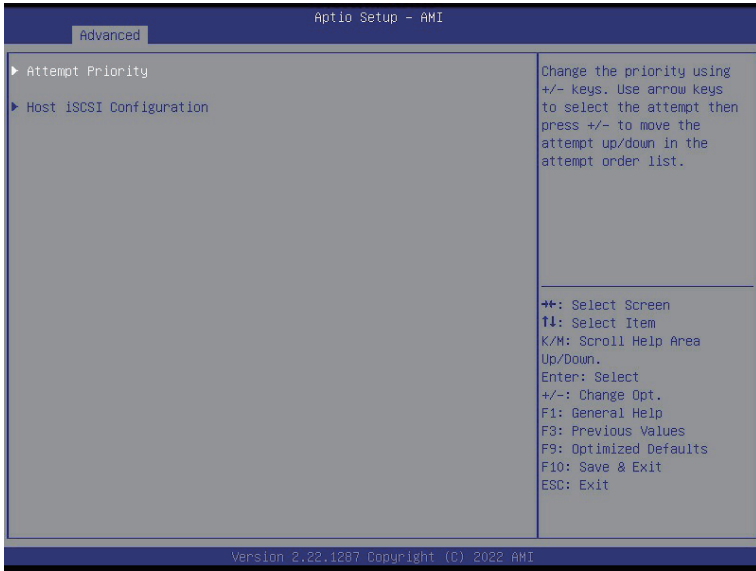 Aptio Setup – AMI
Advanced
▶ Attempt Priority
▶ Host iSCSI Configuration
Change the priority using
+/– keys. Use arrow keys
to select the attempt then
press +/– to move the
attempt up/down in the
attempt order list.
→←: Select Screen
↑↓: Select Item
K/M: Scroll Help Area
Up/Down.
Enter: Select
+/–: Change Opt.
F1: General Help
F3: Previous Values
F9: Optimized Defaults
F10: Save & Exit
ESC: Exit
Version 2.22.1287 Copyright (C) 2022 AMI